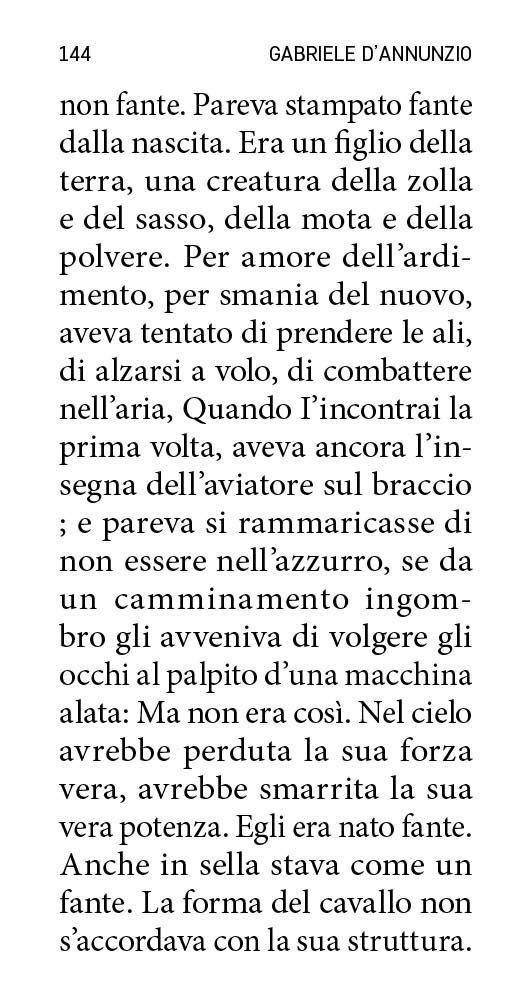 144 GABRIELE D’ANNUNZIO
non fante. Pareva stampato fante
dalla nascita. Era un figlio della
terra, una creatura della zolla
e del sasso, della mota e della
polvere. Per amore dell’ardi-
mento, per smania del nuovo,
aveva tentato di prendere le ali,
di alzarsi a volo, di combattere
nell’aria, Quando I’incontrai la
prima volta, aveva ancora l’in-
segna dell’aviatore sul braccio
; e pareva si rammaricasse di
non essere nell’azzurro, se da
un camminamento ingom-
bro gli avveniva di volgere gli
occhi al palpito d’una macchina
alata: Ma non era così. Nel cielo
avrebbe perduta la sua forza
vera, avrebbe smarrita la sua
vera potenza. Egli era nato fante.
Anche in sella stava come un
fante. La forma del cavallo non
s’accordava con la sua struttura.